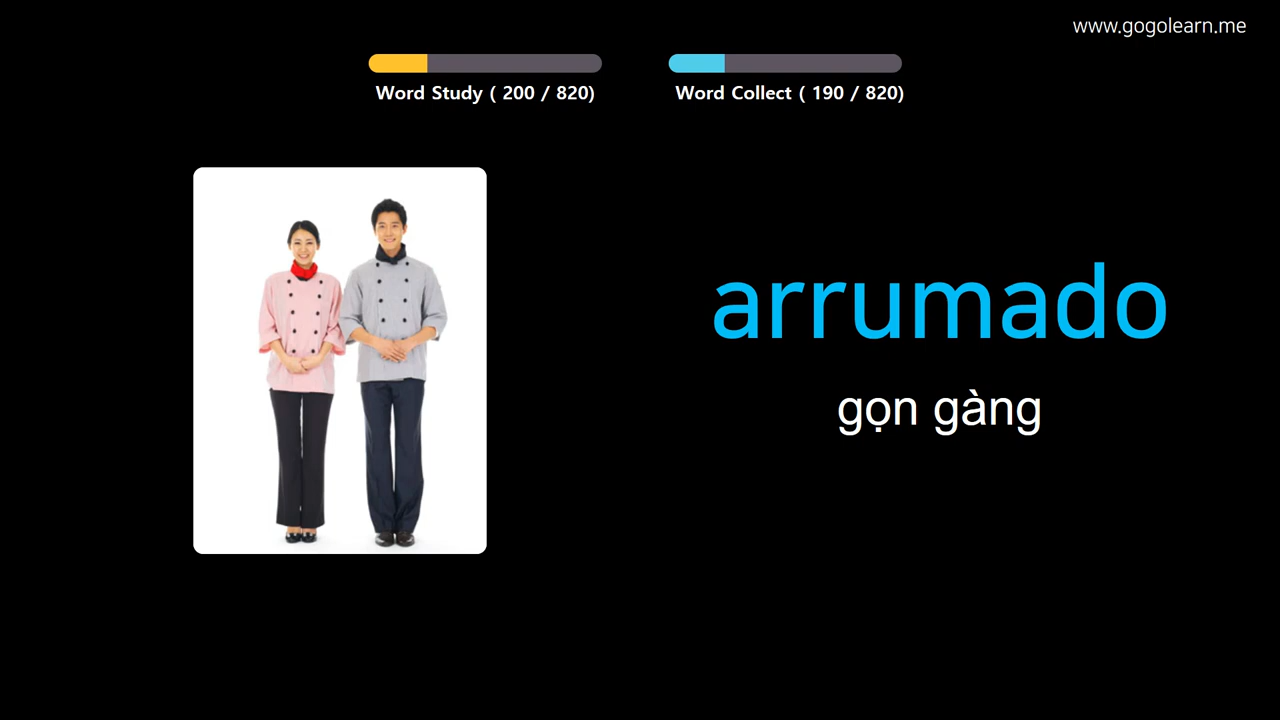 www.gogolearn.me
Word Study ( 200 / 820)
Word Collect ( 190 / 820)
arrumado
gọn gàng